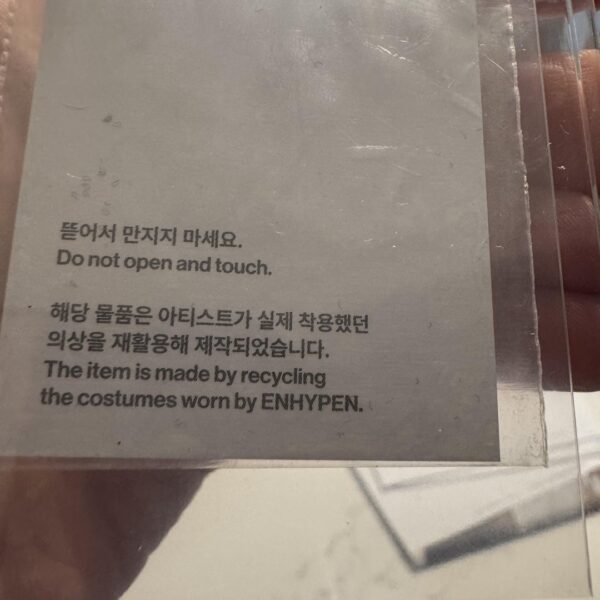 뜯어서 만지지 마세요.
Do not open and touch.
해당 물품은 아티스트가 실제 착용했던
의상을 재활용해 제작되었습니다.
The item is made by recycling
the costumes worn by ENHYPEN.